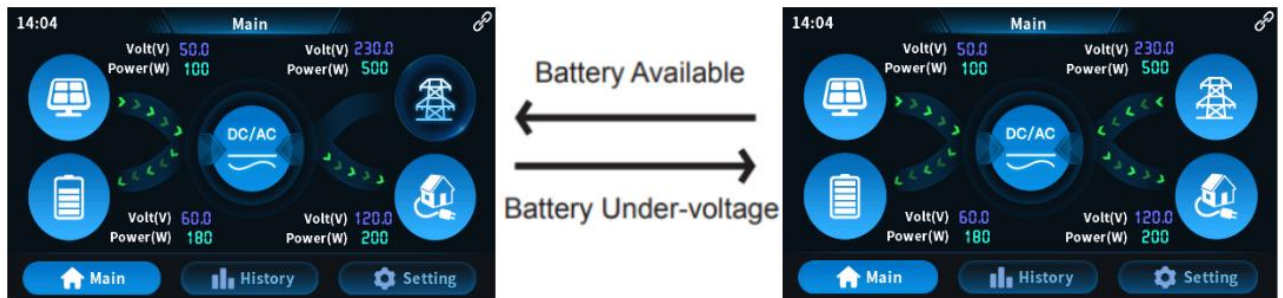 14:04
Main
Volt(V) 50.0
Power(W) 100
Volt(V) 230.0
Power(W) 500
DC/AC
Volt(V) 60.0
Power(W) 180
Volt(V) 120.0
Power(W) 200
Main
History
Setting
Battery Available
Battery Under-voltage
14:04
Main
Volt(V) 50.0
Power(W) 100
Volt(V) 230.0
Power(W) 500
DC/AC
Volt(V) 60.0
Power(W) 180
Volt(V) 120.0
Power(W) 200
Main
History
Setting